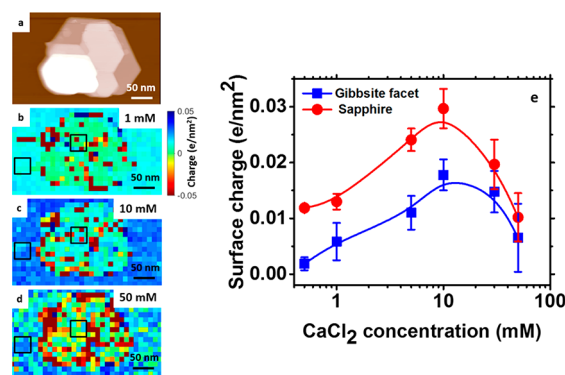 a
50 nm
b
1 mM
50 nm
0.05
0
-0.05
Charge (e/nm²)
c
10 mM
50 nm
d
50 mM
50 nm
e
Gibbsite facet
Sapphire
Surface charge (e/nm²)
0.03
0.02
0.01
0.00
1
10
100
CaCl₂ concentration (mM)